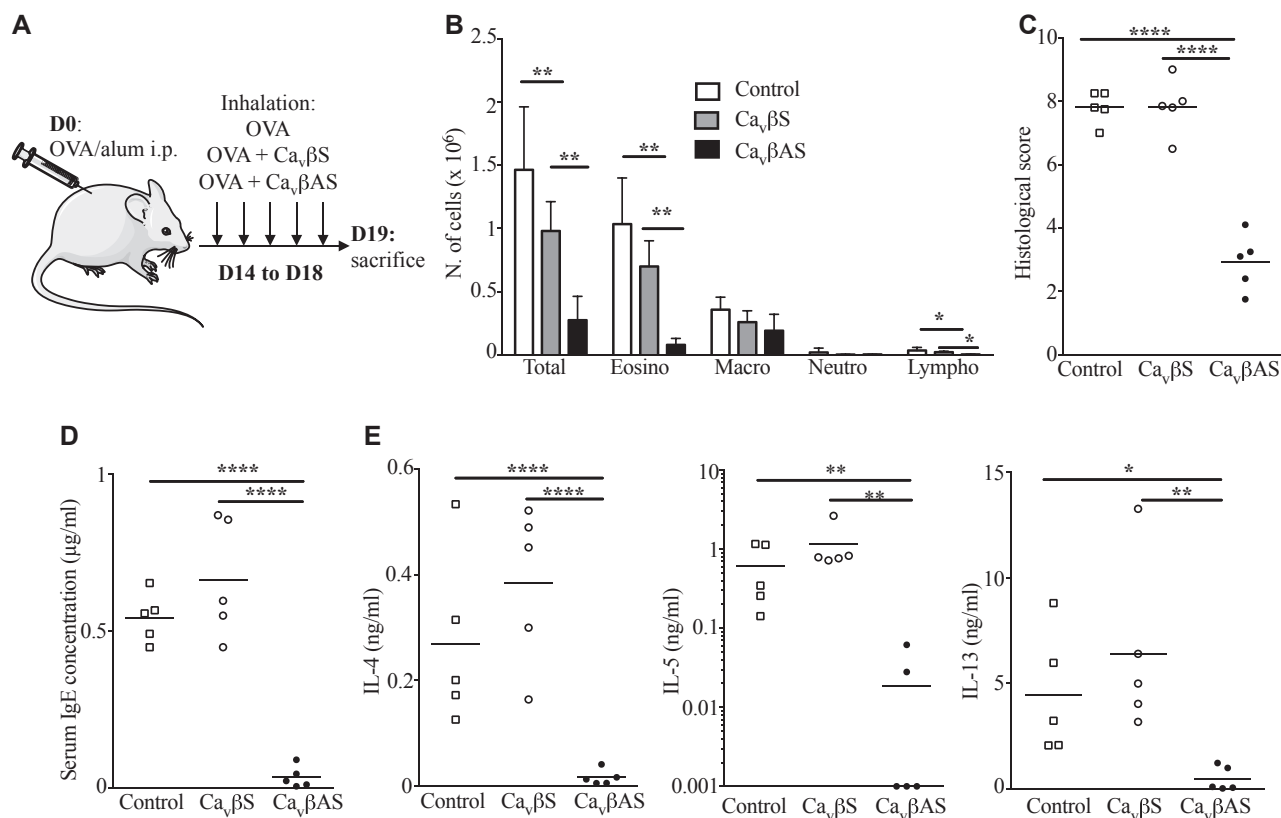 A
D0:
OVA/alum i.p.
Inhalation:
OVA
OVA + CavβS
OVA + CavβAS
D14 to D18
D19:
sacrifice
B
N. of cells (x 10⁶)
2.5
2
1.5
1
0.5
0
** ** ** ** * *
Control
CavβS
CavβAS
Total Eosino Macro Neutro Lympho
C
Histological score
10
8
6
4
2
0
****
****
Control CavβS CavβAS
D
Serum IgE concentration (µg/ml)
1
0.5
0
****
****
Control CavβS CavβAS
E
IL-4 (ng/ml)
0.6
0.4
0.2
0
****
****
Control CavβS CavβAS
IL-5 (ng/ml)
10
1
0.1
0.01
0.001
**
**
Control CavβS CavβAS
IL-13 (ng/ml)
15
10
5
0
*
**
Control CavβS CavβAS